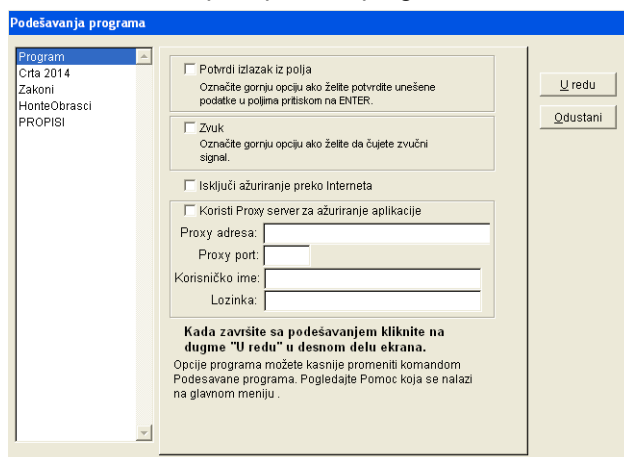 Podešavanja programa
Program
Crta 2014
Zakoni
HonteObrasci
PROPISI
Potvrdi izlazak iz polja
Označite gornju opciju ako želite potvrdite unešene
podatke u poljima pritiskom na ENTER.
Zvuk
Označite gornju opciju ako želite da čujete zvučni
signal.
Isključi ažuriranje preko Interneta
Koristi Proxy server za ažuriranje aplikacije
Proxy adresa:
Proxy port:
Korisničko ime:
Lozinka:
Kada završite sa podešavanjem kliknite na
dugme "U redu" u desnom delu ekrana.
Opcije programa možete kasnije promeniti komandom
Podesavane programa. Pogledajte Pomoc koja se nalazi
na glavnom meniju .
U redu
Odustani